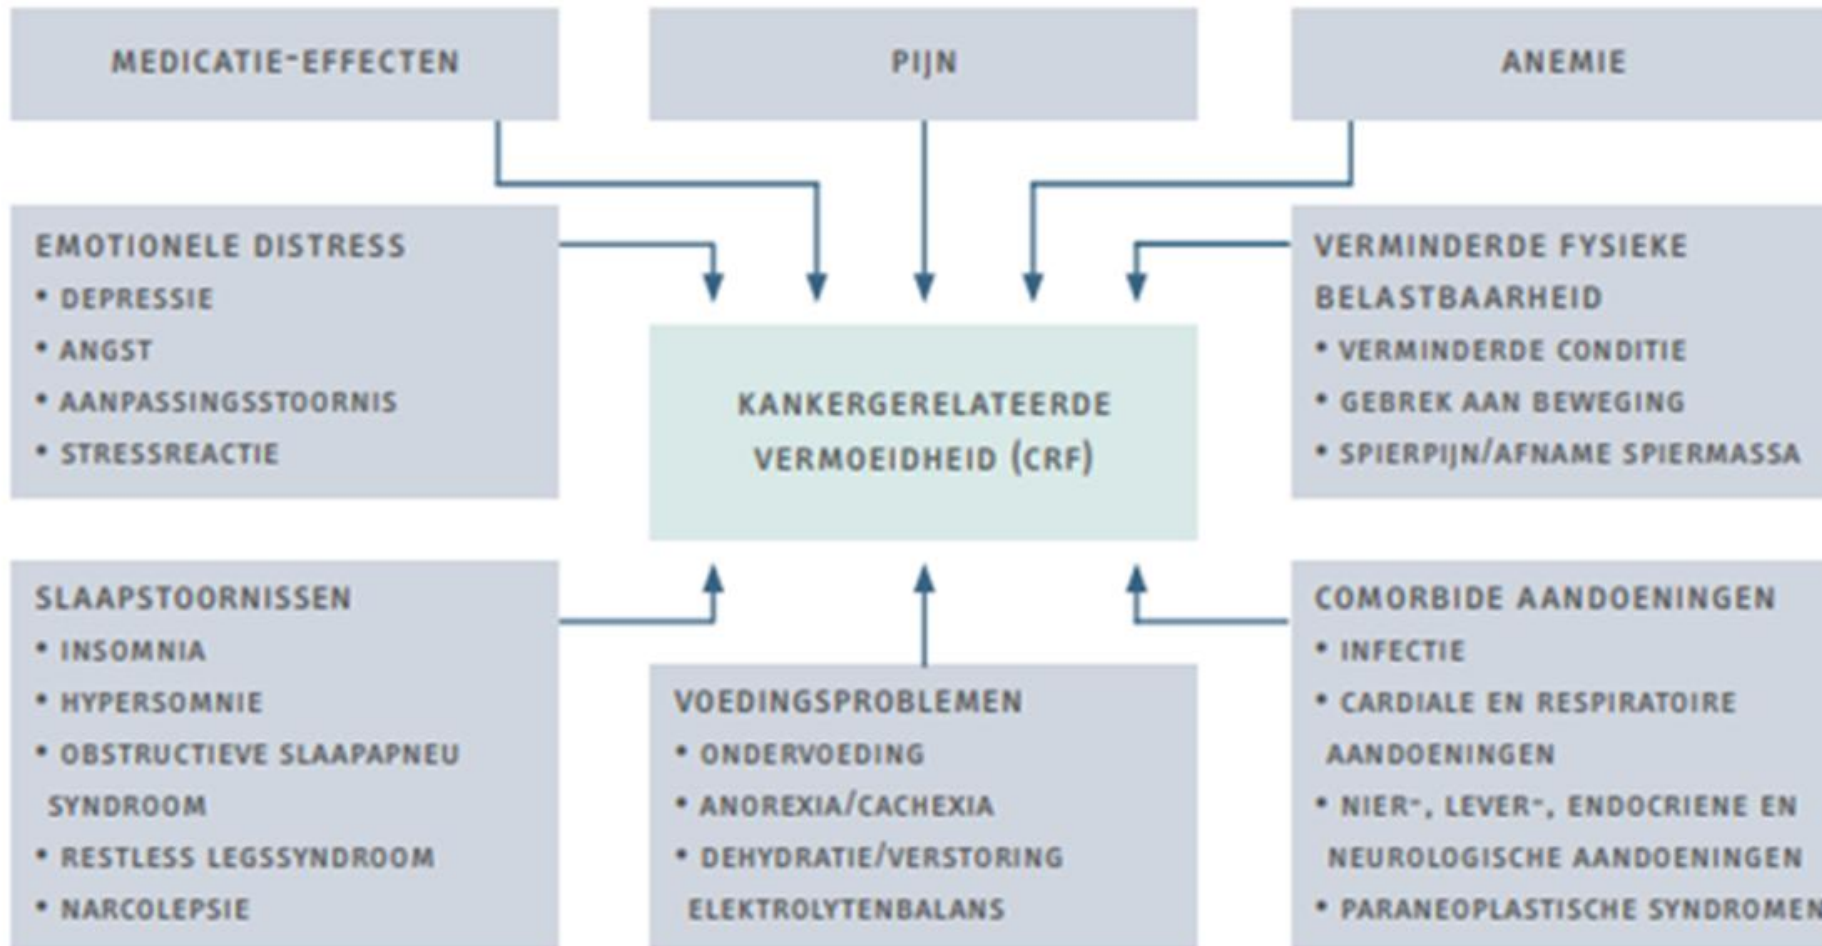 MEDICATIE-EFFECTEN
PIJN
ANEMIE
EMOTIONELE DISTRESS
• DEPRESSIE
• ANGST
• AANPASSINGSSTOORNIS
• STRESSREACTIE
VERMINDERDE FYSIEKE
BELASTBAARHEID
• VERMINDERDE CONDITIE
• GEBREK AAN BEWEGING
• SPIERPIJN/AFNAME SPIERMASSA
KANKERGERELATEERDE
VERMOEIDHEID (CRF)
SLAAPSTOORNISSEN
• INSOMNIA
• HYPERSOMNIE
• OBSTRUCTIEVE SLAAPAPNEU
SYNDROOM
• RESTLESS LEGSSYNDROOM
• NARCOLEPSIE
VOEDINGSPROBLEMEN
• ONDERVOEDING
• ANOREXIA/CACHEXIA
• DEHYDRATIE/VERSTORING
ELEKTROLYTENBALANS
COMORBIDE AANDOENINGEN
• INFECTIE
• CARDIALE EN RESPIRATOIRE
AANDOENINGEN
• NIER-, LEVER-, ENDOCRIENE EN
NEUROLOGISCHE AANDOENINGEN
• PARANEOPLASTISCHE SYNDROMEN